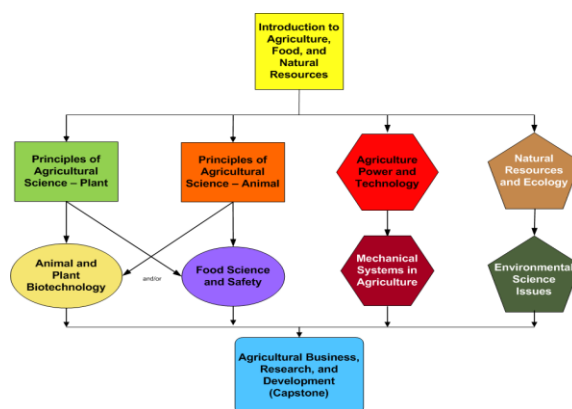 Introduction to
Agriculture,
Food, and
Natural
Resources
Principles of
Agricultural
Science – Plant
Principles of
Agricultural
Science – Animal
Agriculture
Power and
Technology
Natural
Resources
and Ecology
Animal and
Plant
Biotechnology
and/or
Food Science
and Safety
Mechanical
Systems in
Agriculture
Environmental
Science
Issues
Agricultural Business,
Research, and
Development
(Capstone)